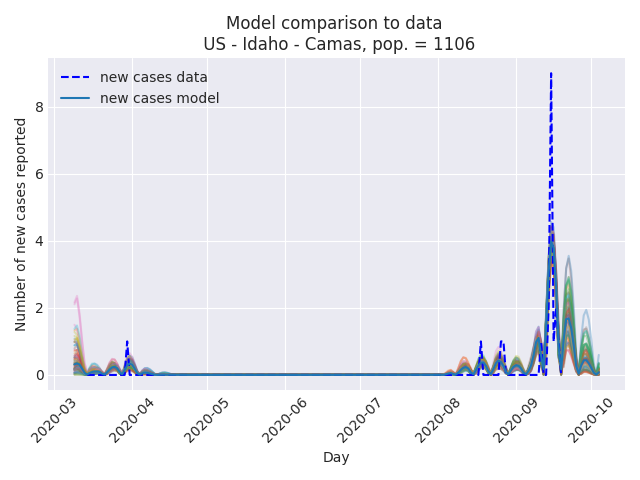 Model comparison to data
US - Idaho - Camas, pop. = 1106
new cases data
new cases model
Number of new cases reported
8
6
4
2
0
2020-03
2020-04
2020-05
2020-06
2020-07
2020-08
2020-09
2020-10
Day